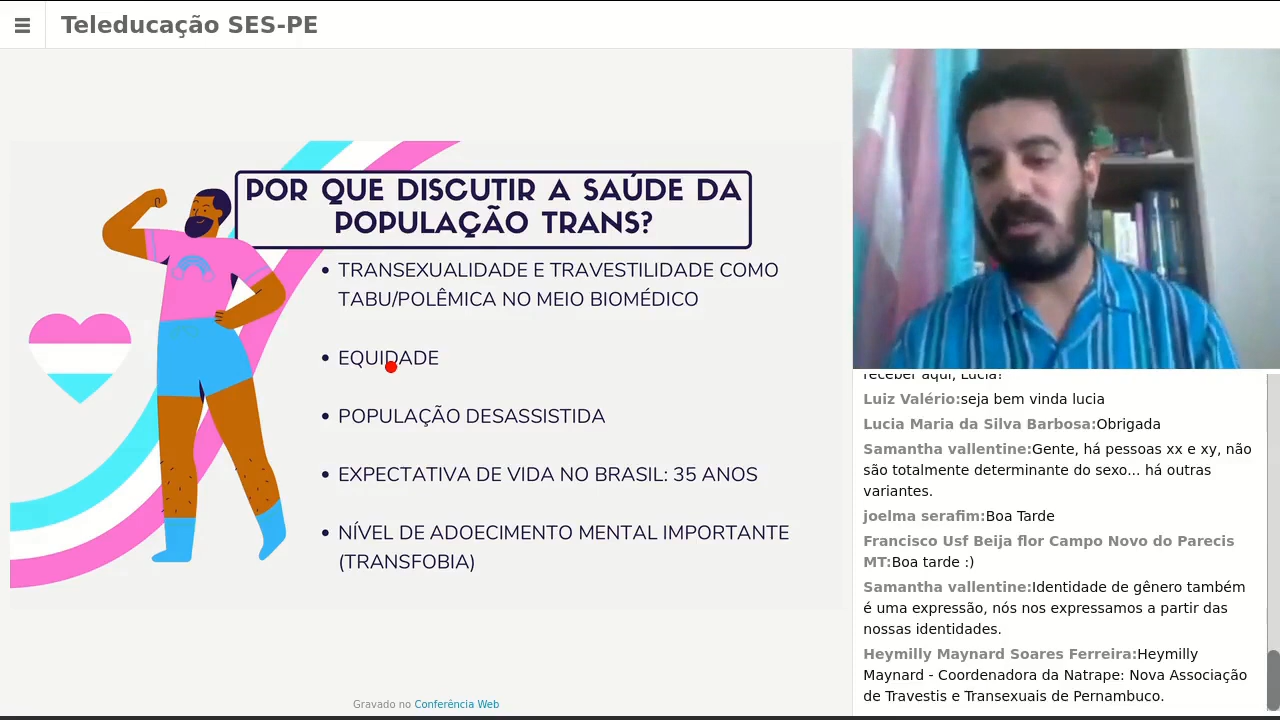 Teleducação SES-PE
POR QUE DISCUTIR A SAÚDE DA
POPULAÇÃO TRANS?
• TRANSEXUALIDADE E TRAVESTILIDADE COMO
TABU/POLÊMICA NO MEIO BIOMÉDICO
• EQUIDADE
• POPULAÇÃO DESASSISTIDA
• EXPECTATIVA DE VIDA NO BRASIL: 35 ANOS
• NÍVEL DE ADOECIMENTO MENTAL IMPORTANTE
(TRANSFOBIA)
Gravado no Conferência Web
receber aqui, Lucia!
Luiz Valério:seja bem vinda lucia
Lucia Maria da Silva Barbosa:Obrigada
Samantha vallentine:Gente, há pessoas xx e xy, não
são totalmente determinante do sexo... há outras
variantes.
joelma serafim:Boa Tarde
Francisco Usf Beija flor Campo Novo do Parecis
MT:Boa tarde :)
Samantha vallentine:Identidade de gênero também
é uma expressão, nós nos expressamos a partir das
nossas identidades.
Heymilly Maynard Soares Ferreira:Heymilly
Maynard - Coordenadora da Natrape: Nova Associação
de Travestis e Transexuais de Pernambuco.